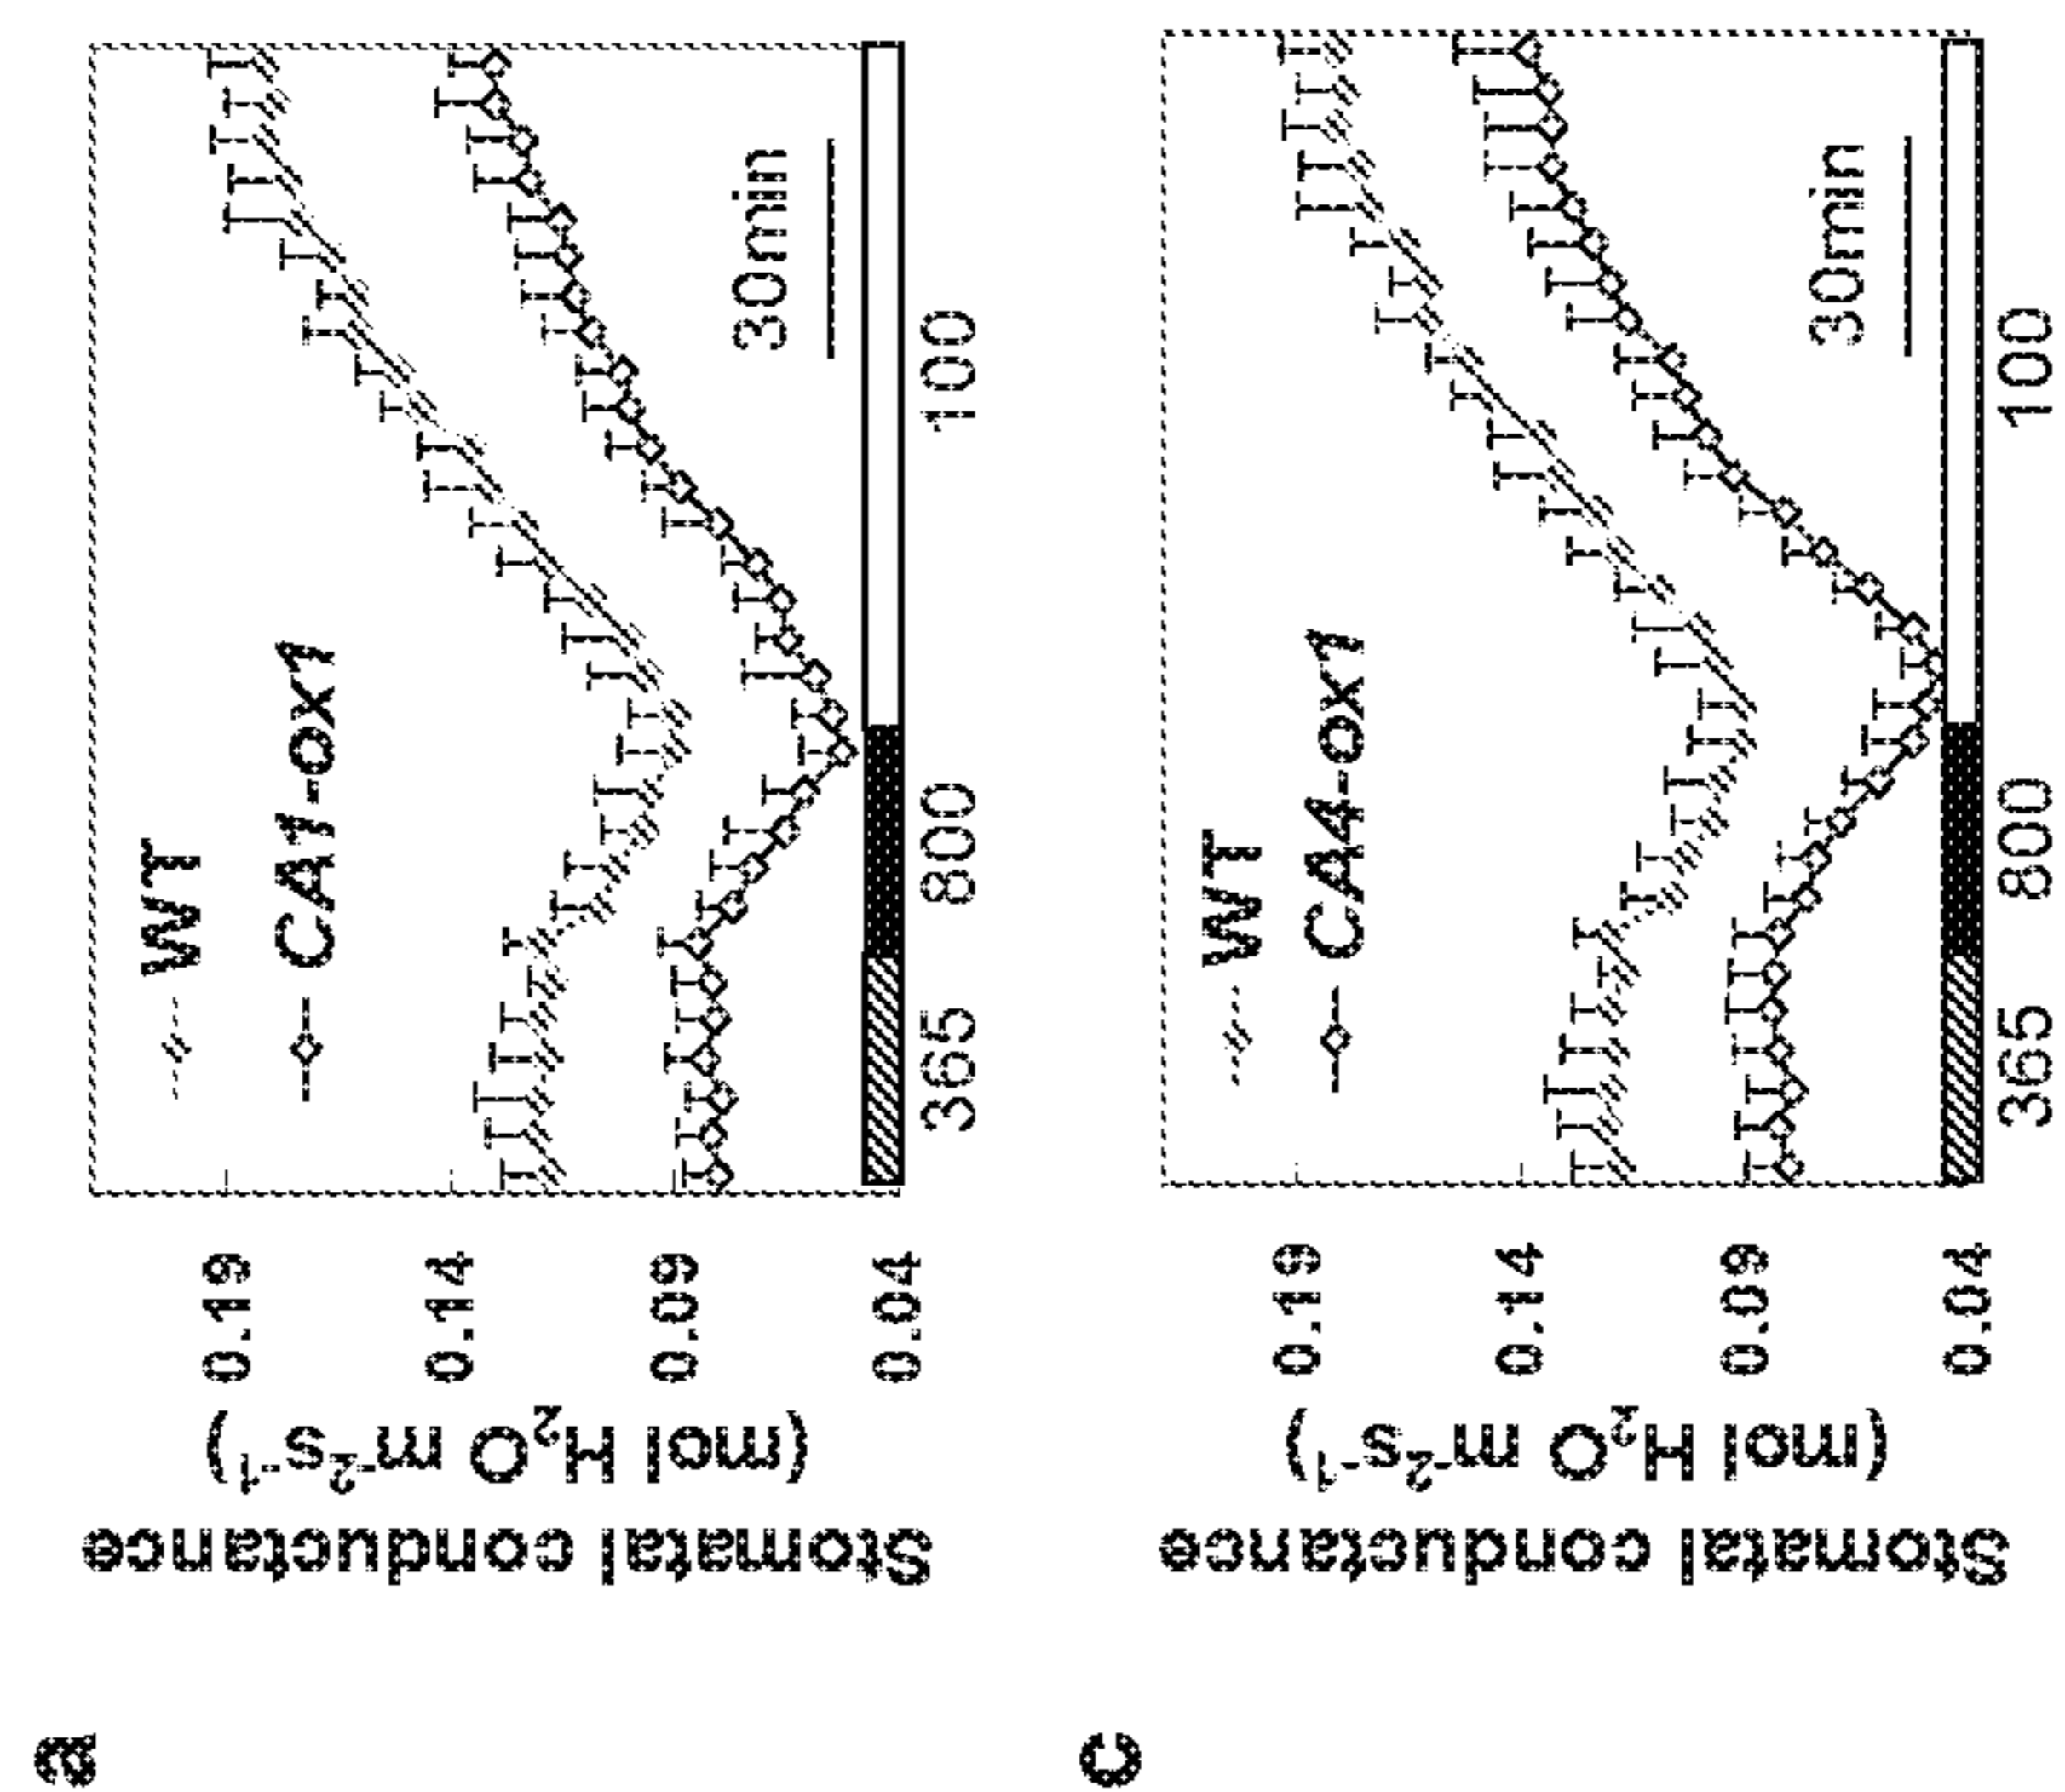 a
Stomatal conductance
(mol H₂O m⁻²s⁻¹)
0.19
0.14
0.09
0.04
WT
CA1-ox1
30min
365 800 100
c
Stomatal conductance
(mol H₂O m⁻²s⁻¹)
0.19
0.14
0.09
0.04
WT
CA4-ox1
30min
365 800 100